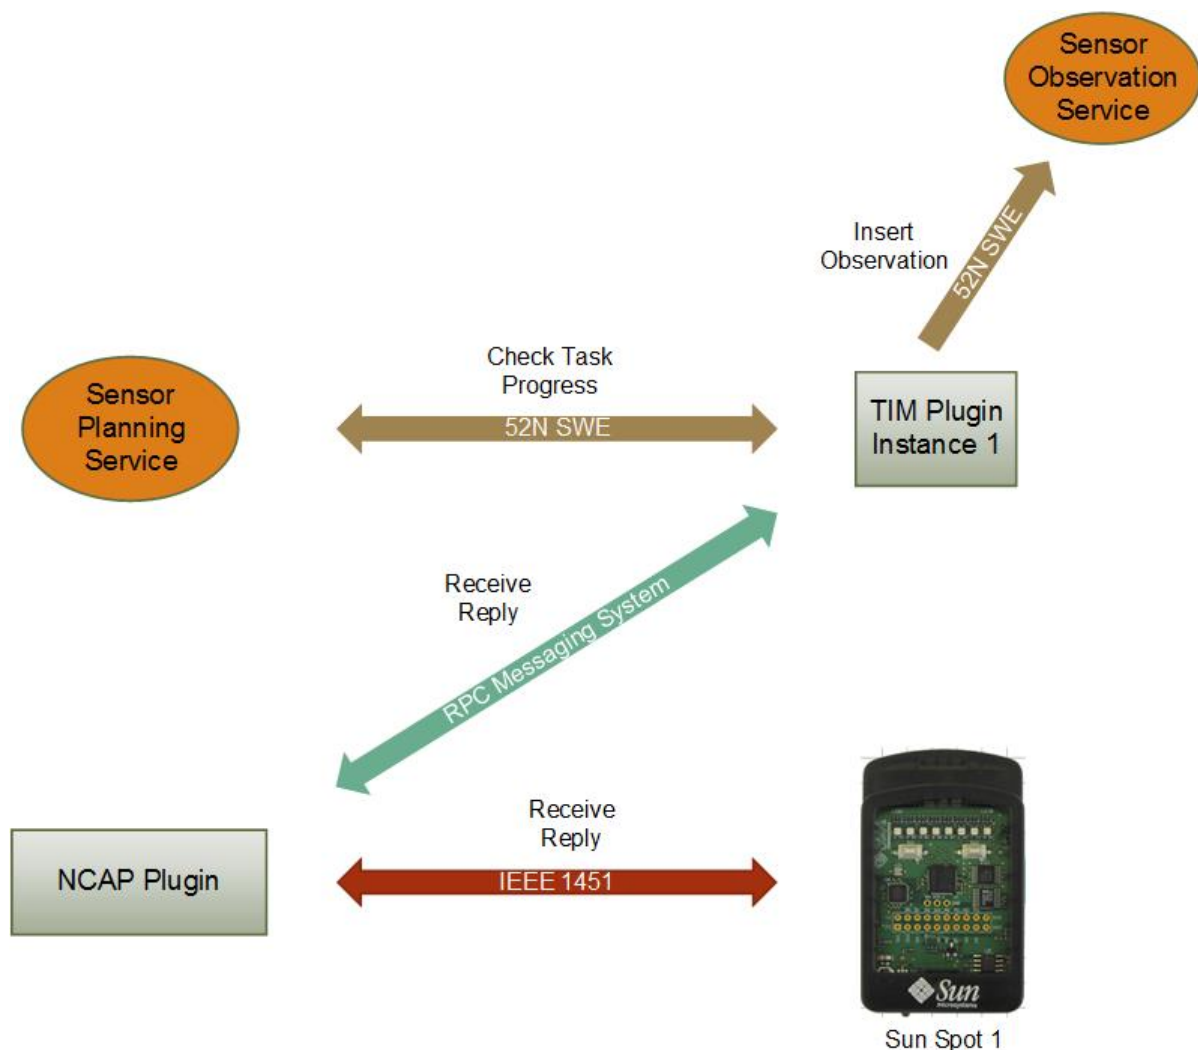 Sensor
Observation
Service
52N SWE
Insert
Observation
Check Task
Progress
52N SWE
Sensor
Planning
Service
TIM Plugin
Instance 1
Receive
Reply
RPC Messaging System
Receive
Reply
IEEE 1451
NCAP Plugin
Sun
microsystems
Sun Spot 1